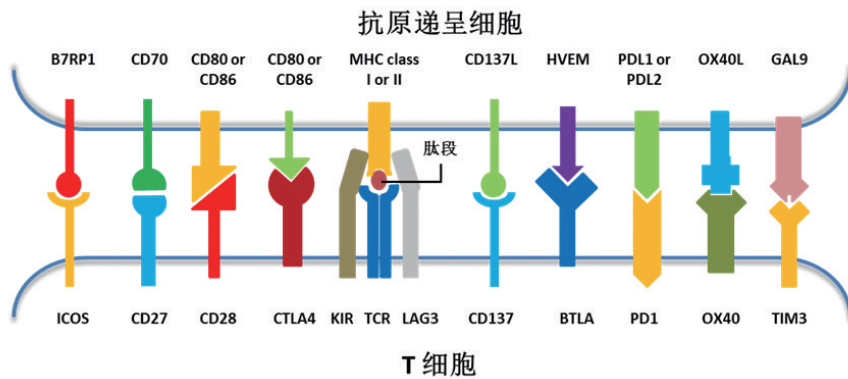 抗原递呈细胞
B7RP1 CD70 CD80 or CD80 or MHC class CD137L HVEM PDL1 or OX40L GAL9
CD86 CD86 I or II PDL2
肽段
ICOS CD27 CD28 CTLA4 KIR TCR LAG3 CD137 BTLA PD1 OX40 TIM3
T 细胞